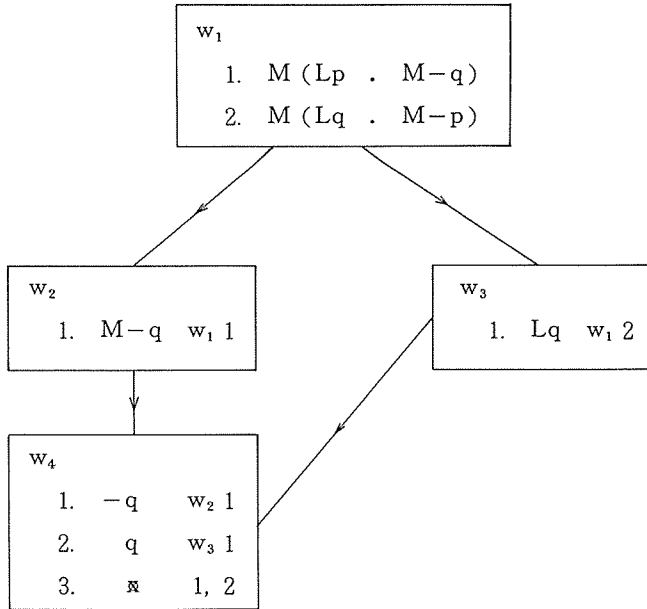 w₁
1. M (Lp . M−q)
2. M (Lq . M−p)
w₂
1. M−q w₁ 1
w₃
1. Lq w₁ 2
w₄
1. −q w₂ 1
2. q w₃ 1
3. 1, 2